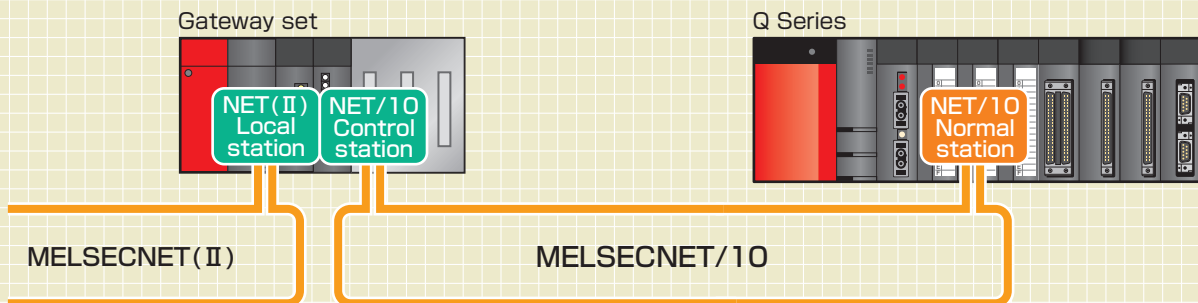 Gateway set
Q Series
NET(Ⅱ)
Local
station
NET/10
Control
station
NET/10
Normal
station
MELSECNET(Ⅱ)
MELSECNET/10